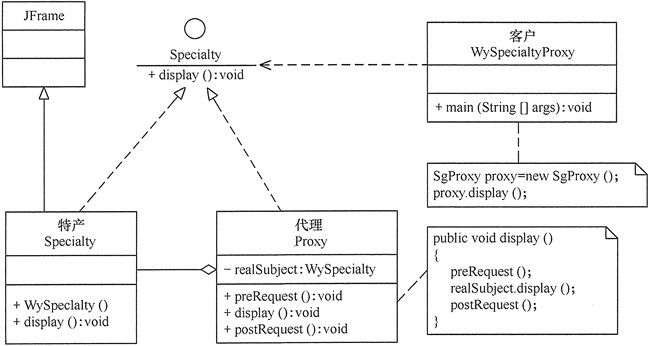 JFrame
Specialty
+ display ():void
客户
WySpecialtyProxy
+ main (String [] args):void
SgProxy proxy=new SgProxy ();
proxy.display ();
特产
Specialty
+ WySpecialty ()
+ display ():void
代理
Proxy
- realSubject:WySpecialty
+ preRequest ():void
+ display ():void
+ postRequest ():void
public void display ()
{
preRequest ();
realSubject.display ();
postRequest ();
}